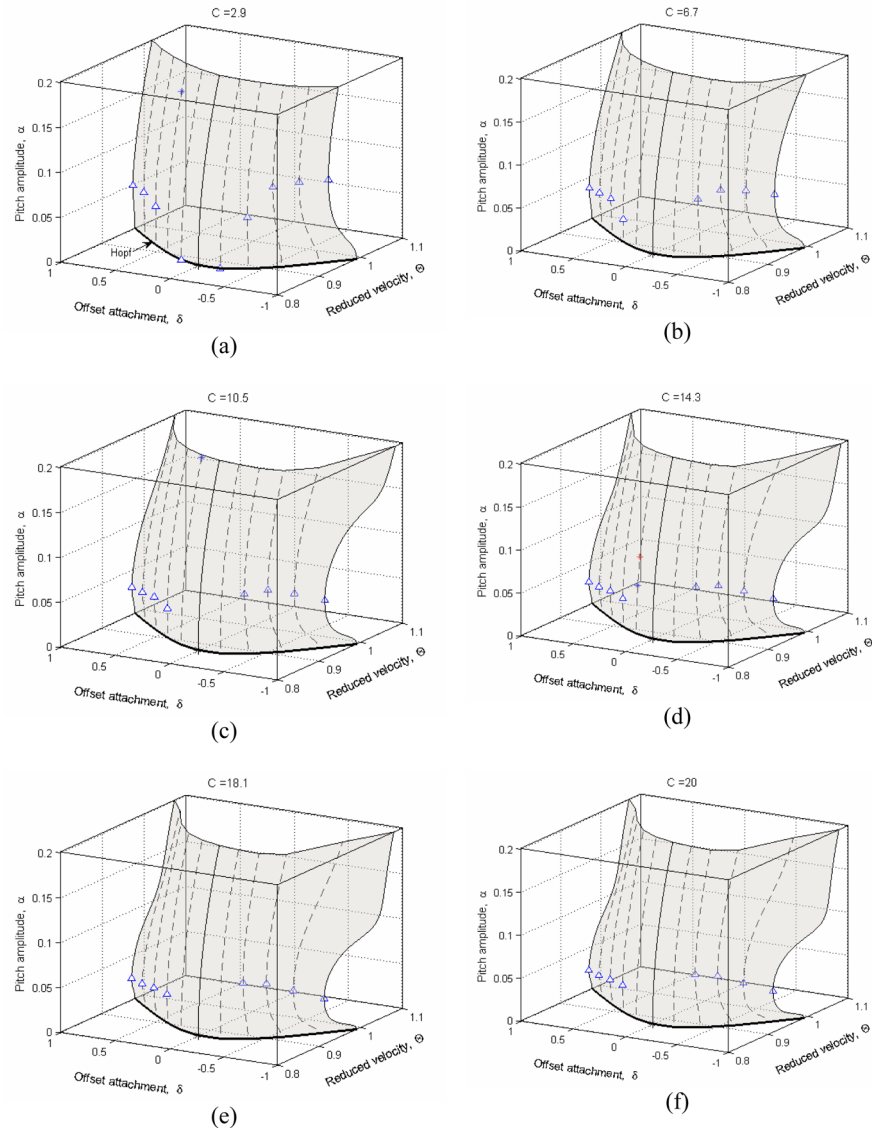 C =2.9
0.2
0.15
0.1
0.05
0
Pitch amplitude, α
Hopf
1
0.5
0
-0.5
-1
Offset attachment, δ
0.8
0.9
1
1.1
Reduced velocity, Θ
(a)
C =6.7
0.2
0.15
0.1
0.05
0
Pitch amplitude, α
1
0.5
0
-0.5
-1
Offset attachment, δ
0.8
0.9
1
1.1
Reduced velocity, Θ
(b)
C =10.5
0.2
0.15
0.1
0.05
0
Pitch amplitude, α
1
0.5
0
-0.5
-1
Offset attachment, δ
0.8
0.9
1
1.1
Reduced velocity, Θ
(c)
C =14.3
0.2
0.15
0.1
0.05
0
Pitch amplitude, α
1
0.5
0
-0.5
-1
Offset attachment, δ
0.8
0.9
1
1.1
Reduced velocity, Θ
(d)
C =18.1
0.2
0.15
0.1
0.05
0
Pitch amplitude, α
1
0.5
0
-0.5
-1
Offset attachment, δ
0.8
0.9
1
1.1
Reduced velocity, Θ
(e)
C =20
0.2
0.15
0.1
0.05
0
Pitch amplitude, α
1
0.5
0
-0.5
-1
Offset attachment, δ
0.8
0.9
1
1.1
Reduced velocity, Θ
(f)